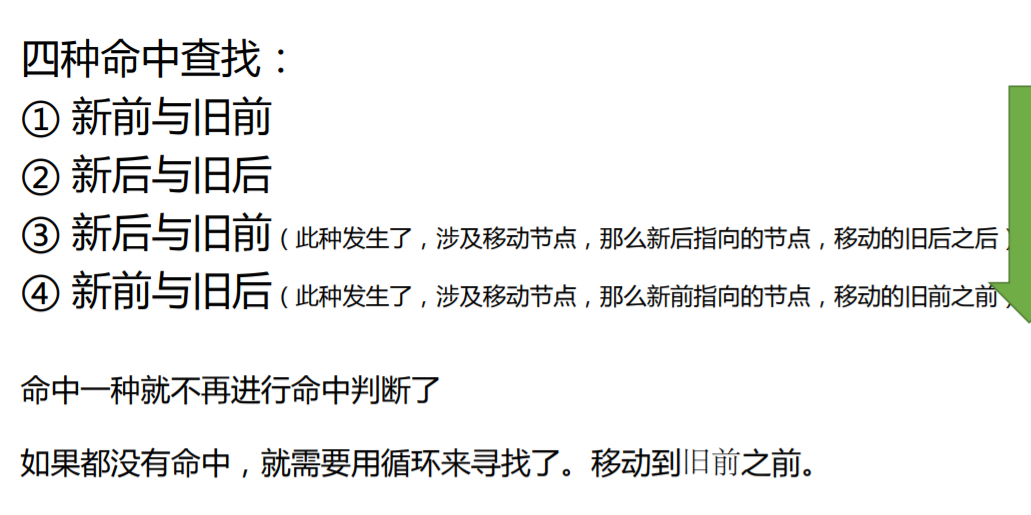 四种命中查找：
① 新前与旧前
② 新后与旧后
③ 新后与旧前（此种发生了，涉及移动节点，那么新后指向的节点，移动的旧后之后）
④ 新前与旧后（此种发生了，涉及移动节点，那么新前指向的节点，移动的旧前之前）
命中一种就不再进行命中判断了
如果都没有命中，就需要用循环来寻找了。移动到旧前之前。